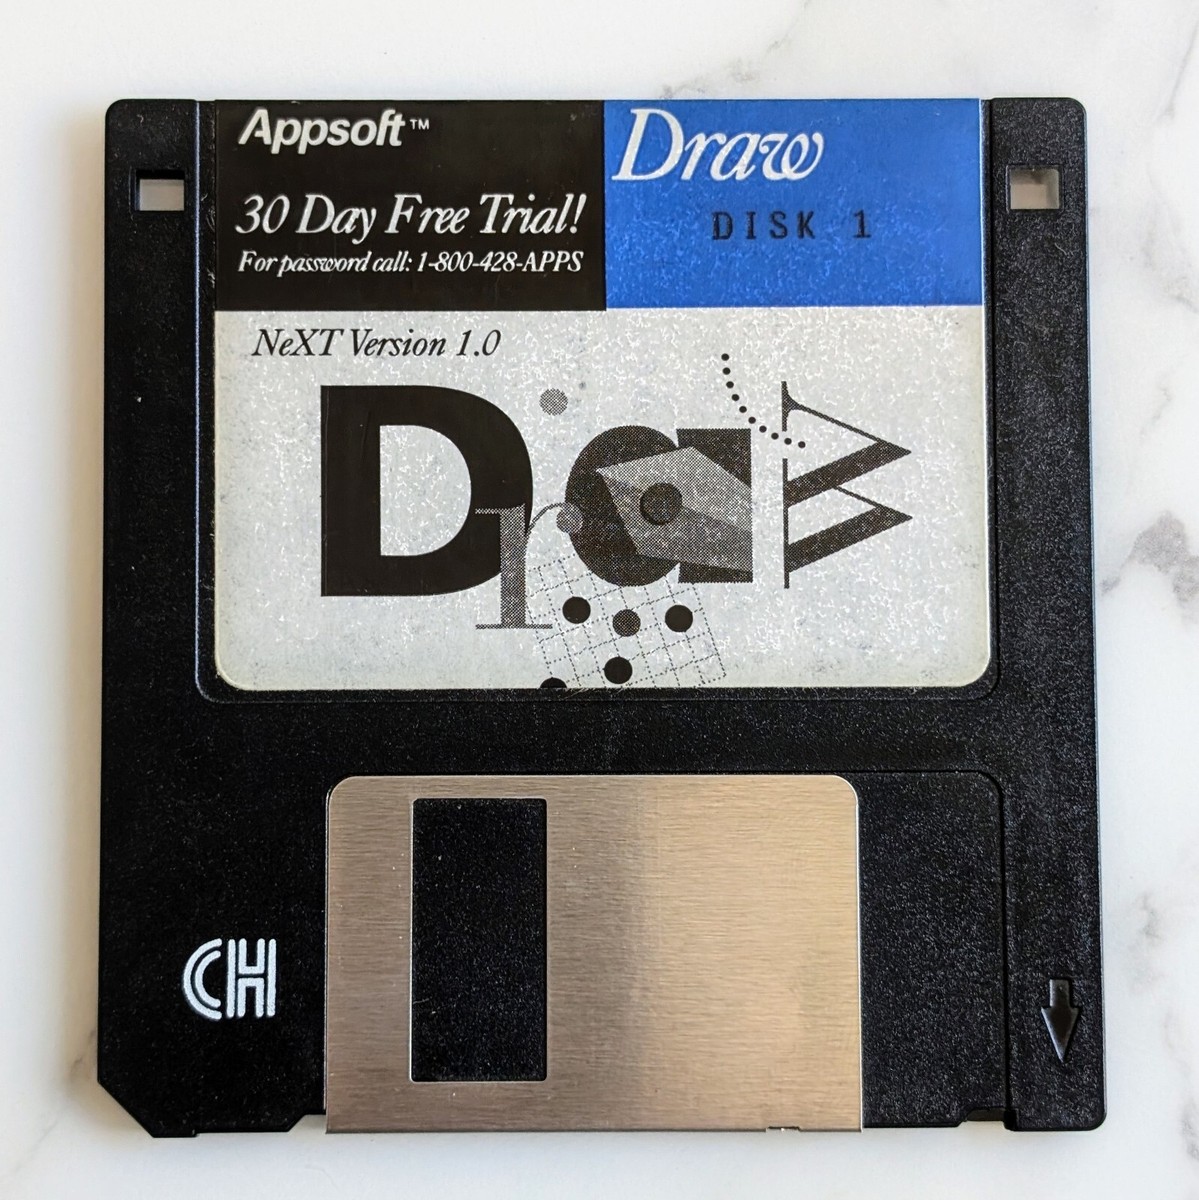 Appsoft™
30 Day Free Trial!
For password call: 1-800-428-APPS
Draw
DISK 1
NeXT Version 1.0
Draw
CH